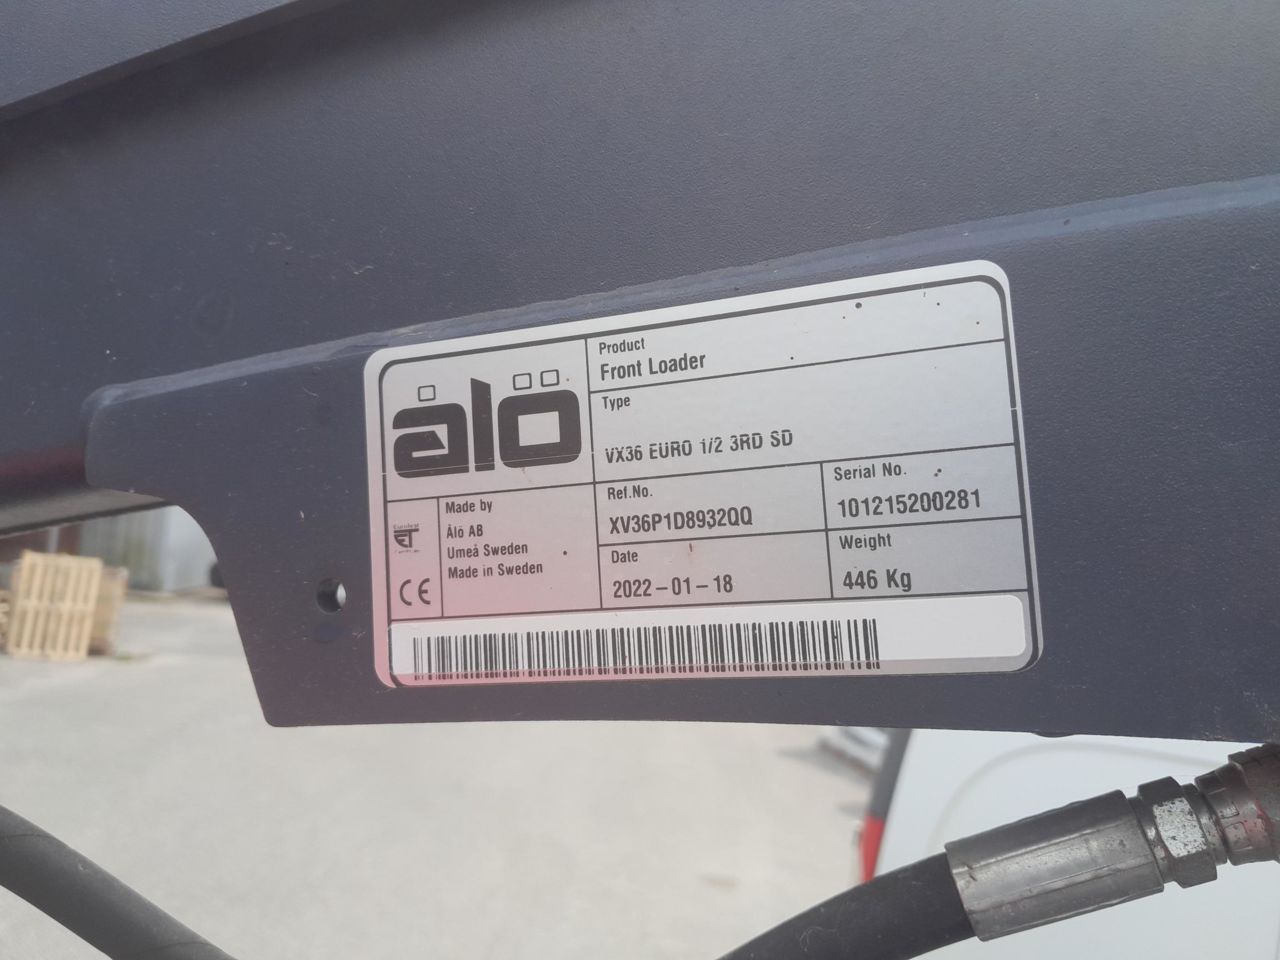 ålö
Product
Front Loader
Type
VX36 EURO 1/2 3RD SD
Made by
Ålö AB
Umeå Sweden
Made in Sweden
Ref.No.
XV36P1D8932QQ
Serial No.
101215200281
Date
2022-01-18
Weight
446 Kg
CE